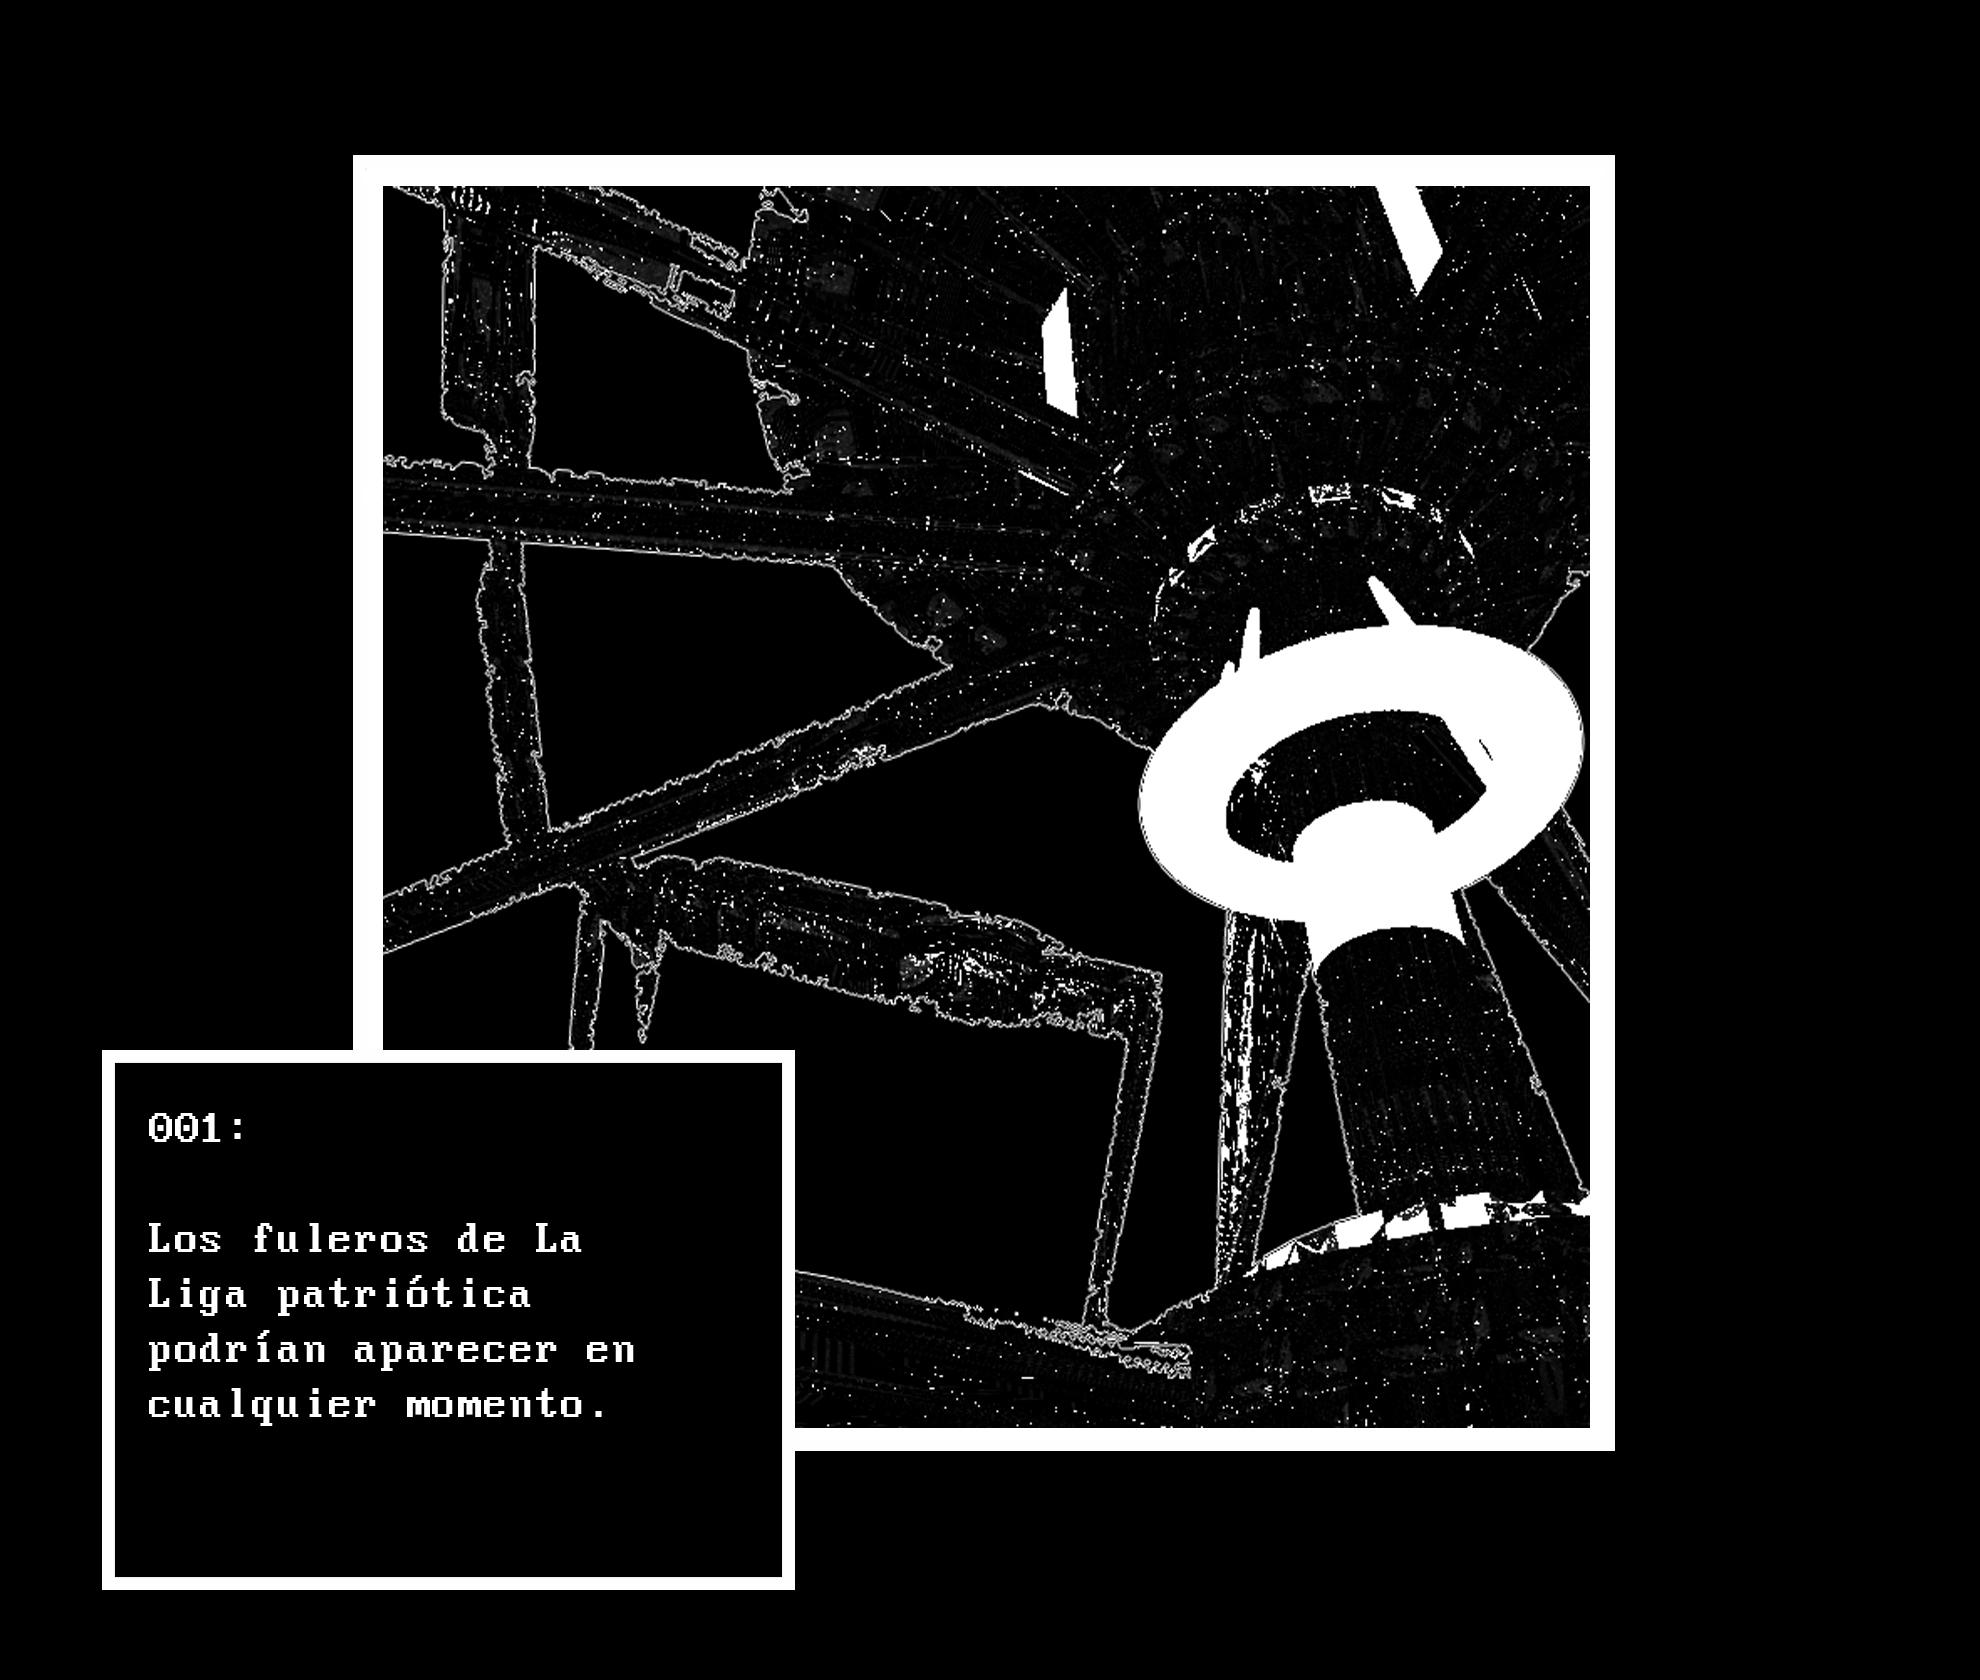 001:
Los fuleros de La
Liga patriótica
podrían aparecer en
cualquier momento.